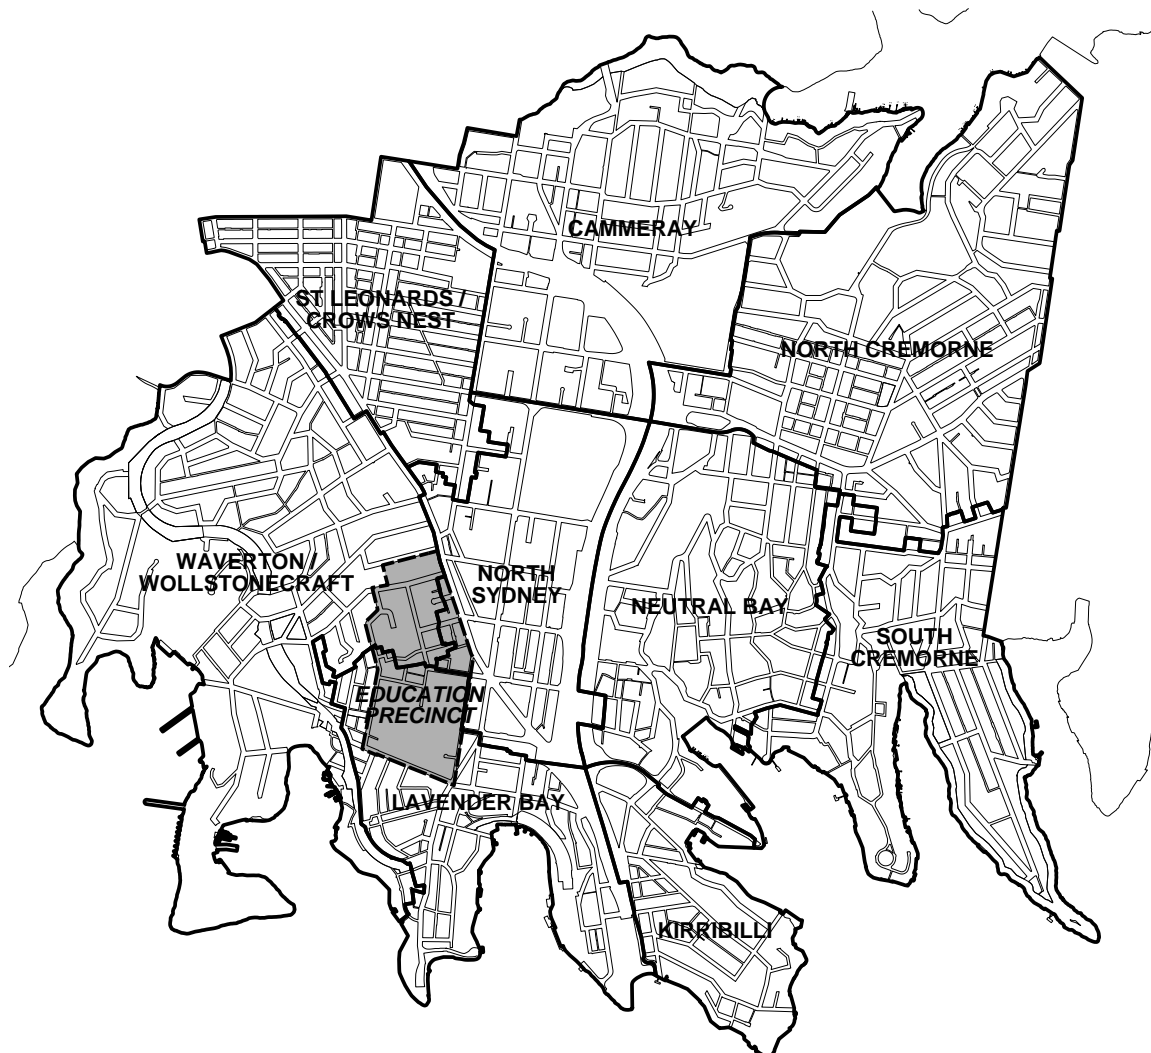 CAMMERAY
ST LEONARDS /
CROWS NEST
NORTH CREMORNE
WAVERTON /
WOLLSTONECRAFT
NORTH
SYDNEY
NEUTRAL BAY
SOUTH
CREMORNE
EDUCATION
PRECINCT
LAVENDER BAY
KIRRIBILLI